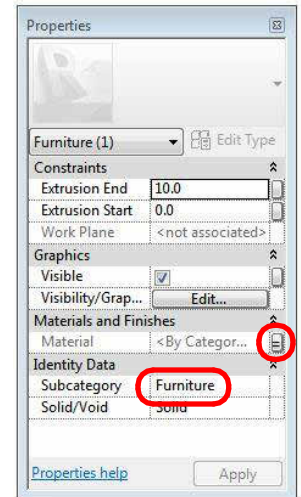 Properties
Furniture (1) Edit Type
Constraints
Extrusion End 10.0
Extrusion Start 0.0
Work Plane <not associated>
Graphics
Visible
Visibility/Grap... Edit...
Materials and Finishes
Material <By Categor...
Identity Data
Subcategory Furniture
Solid/Void Solid
Properties help Apply